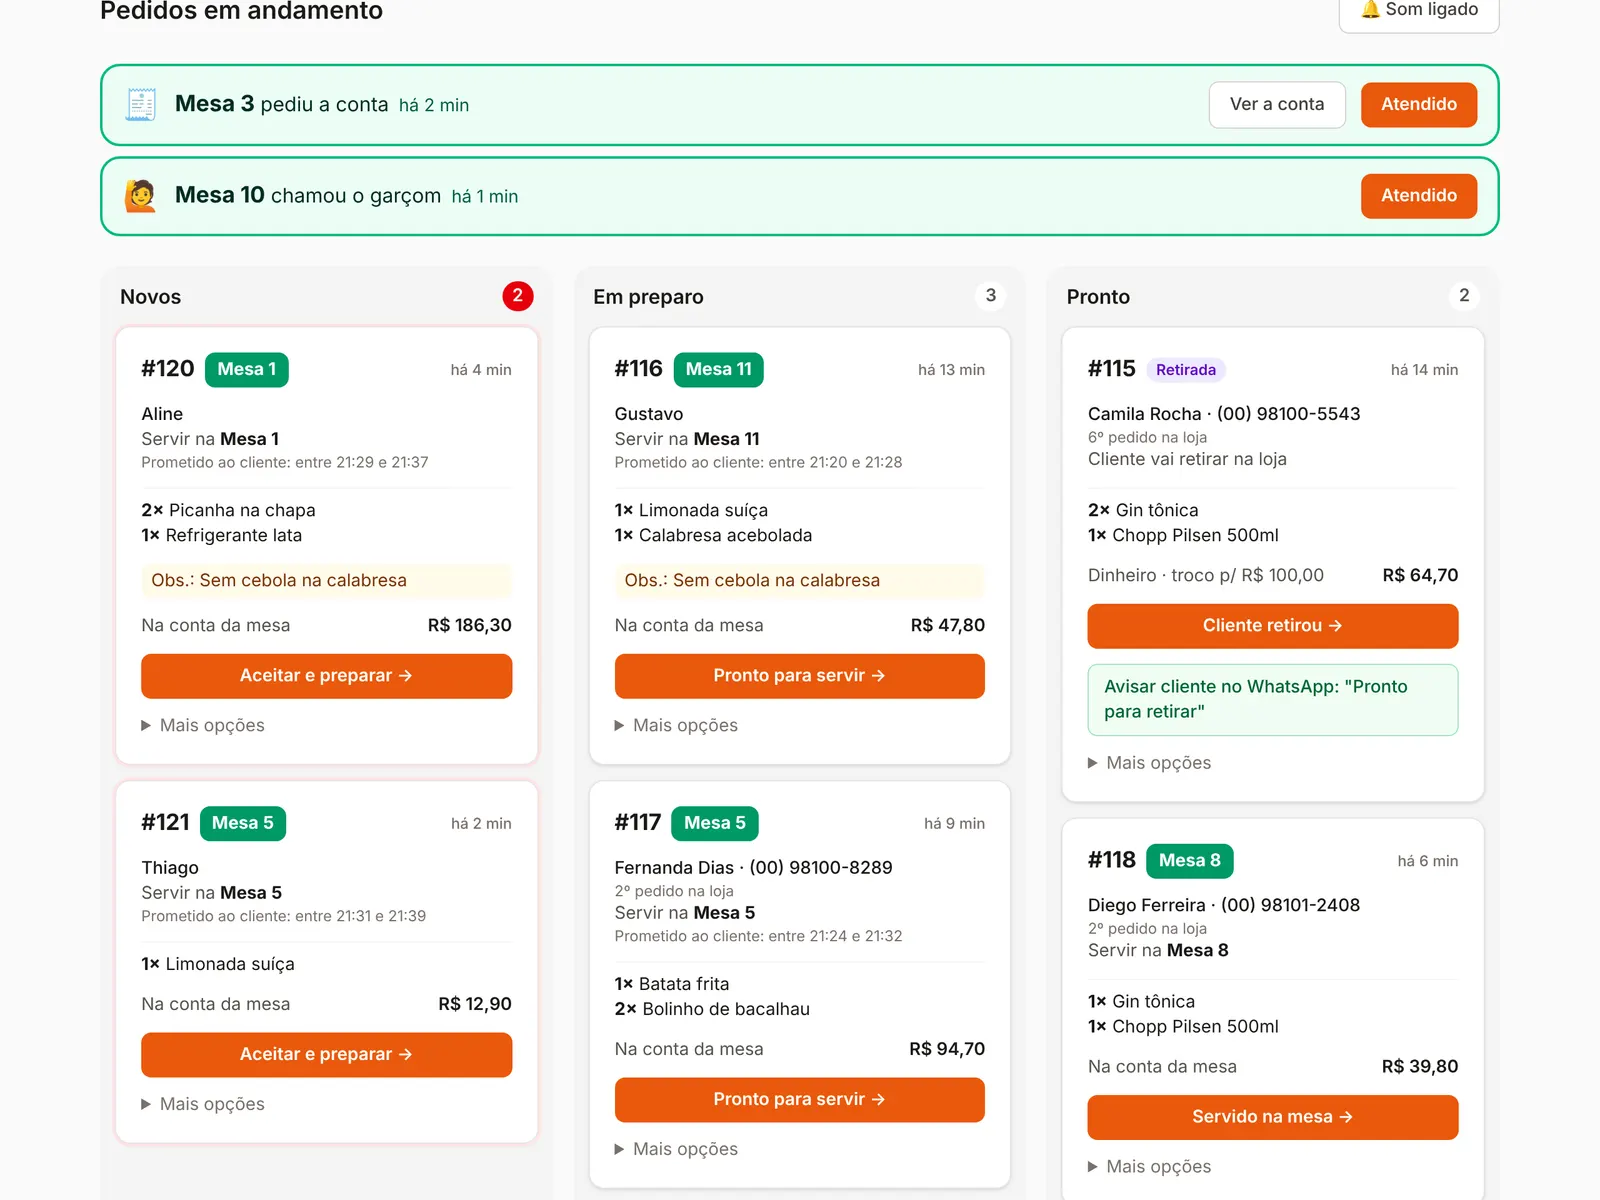 Pedidos em andamento
🔔 Som ligado
Mesa 3 pediu a conta há 2 min
Ver a conta
Atendido
Mesa 10 chamou o garçom há 1 min
Atendido
Novos
2
#120 Mesa 1 há 4 min
Aline
Servir na Mesa 1
Prometido ao cliente: entre 21:29 e 21:37
2× Picanha na chapa
1× Refrigerante lata
Obs.: Sem cebola na calabresa
Na conta da mesa R$ 186,30
Aceitar e preparar →
▶ Mais opções
#121 Mesa 5 há 2 min
Thiago
Servir na Mesa 5
Prometido ao cliente: entre 21:31 e 21:39
1× Limonada suíça
Na conta da mesa R$ 12,90
Aceitar e preparar →
▶ Mais opções
Em preparo
3
#116 Mesa 11 há 13 min
Gustavo
Servir na Mesa 11
Prometido ao cliente: entre 21:20 e 21:28
1× Limonada suíça
1× Calabresa acebolada
Obs.: Sem cebola na calabresa
Na conta da mesa R$ 47,80
Pronto para servir →
▶ Mais opções
#117 Mesa 5 há 9 min
Fernanda Dias · (00) 98100-8289
2º pedido na loja
Servir na Mesa 5
Prometido ao cliente: entre 21:24 e 21:32
1× Batata frita
2× Bolinho de bacalhau
Na conta da mesa R$ 94,70
Pronto para servir →
▶ Mais opções
Pronto
2
#115 Retirada há 14 min
Camila Rocha · (00) 98100-5543
6º pedido na loja
Cliente vai retirar na loja
2× Gin tônica
1× Chopp Pilsen 500ml
Dinheiro · troco p/ R$ 100,00 R$ 64,70
Cliente retirou →
Avisar cliente no WhatsApp: "Pronto
para retirar"
▶ Mais opções
#118 Mesa 8 há 6 min
Diego Ferreira · (00) 98101-2408
2º pedido na loja
Servir na Mesa 8
1× Gin tônica
1× Chopp Pilsen 500ml
Na conta da mesa R$ 39,80
Servido na mesa →
▶ Mais opções